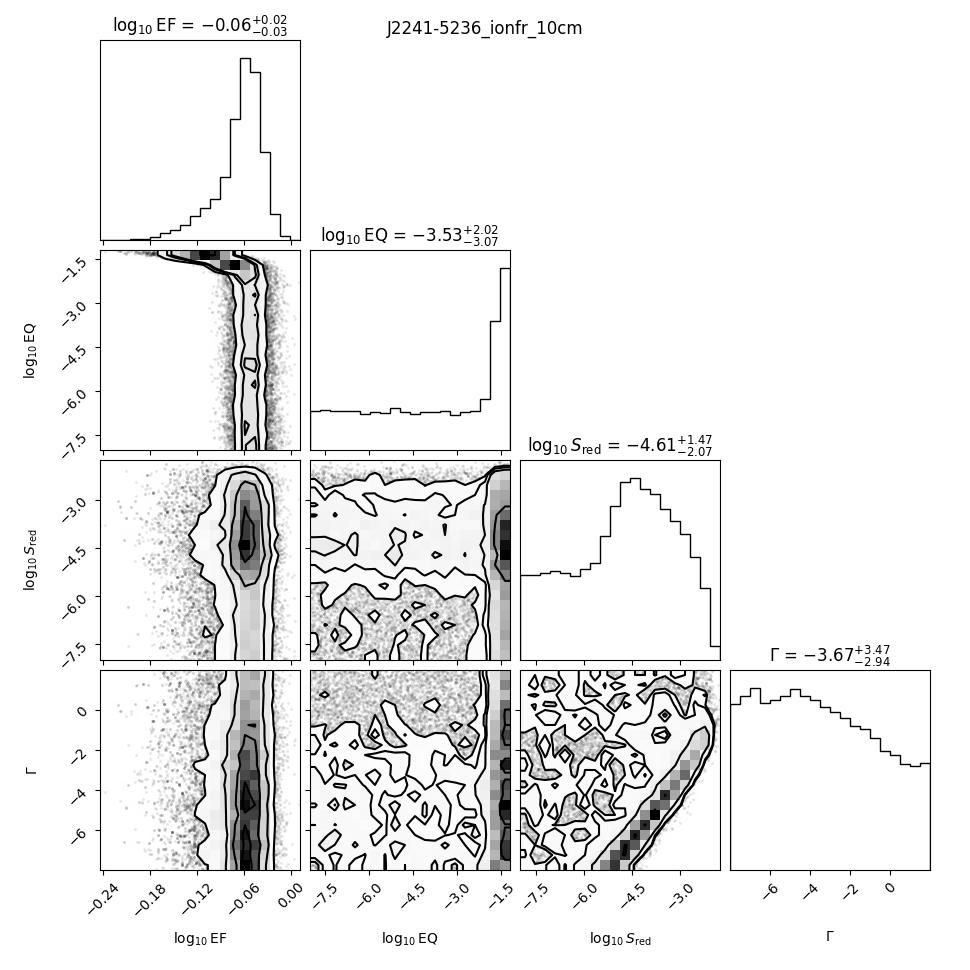 J2241-5236_ionfr_10cm
log₁₀ EF = −0.06 +0.02 −0.03
log₁₀ EQ = −3.53 +2.02 −3.07
log₁₀ S_red = −4.61 +1.47 −2.07
Γ = −3.67 +3.47 −2.94
log₁₀ EQ
−1.5
−3.0
−4.5
−6.0
−7.5
log₁₀ S_red
−3.0
−4.5
−6.0
−7.5
Γ
0
−2
−4
−6
−0.24 −0.18 −0.12 −0.06 0.00
−7.5 −6.0 −4.5 −3.0 −1.5
−7.5 −6.0 −4.5 −3.0
−6 −4 −2 0
log₁₀ EF
log₁₀ EQ
log₁₀ S_red
Γ